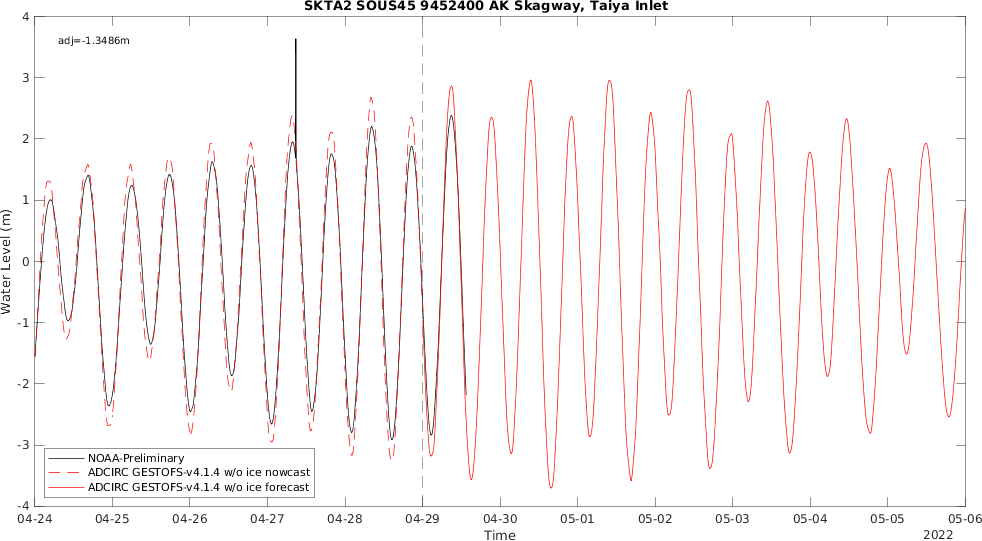 SKTA2 SOUS45 9452400 AK Skagway, Taiya Inlet
adj=-1.3486m
4
3
2
1
0
-1
-2
-3
-4
Water Level (m)
NOAA-Preliminary
ADCIRC GESTOFS-v4.1.4 w/o ice nowcast
ADCIRC GESTOFS-v4.1.4 w/o ice forecast
04-24 04-25 04-26 04-27 04-28 04-29 04-30 05-01 05-02 05-03 05-04 05-05 05-06
Time
2022